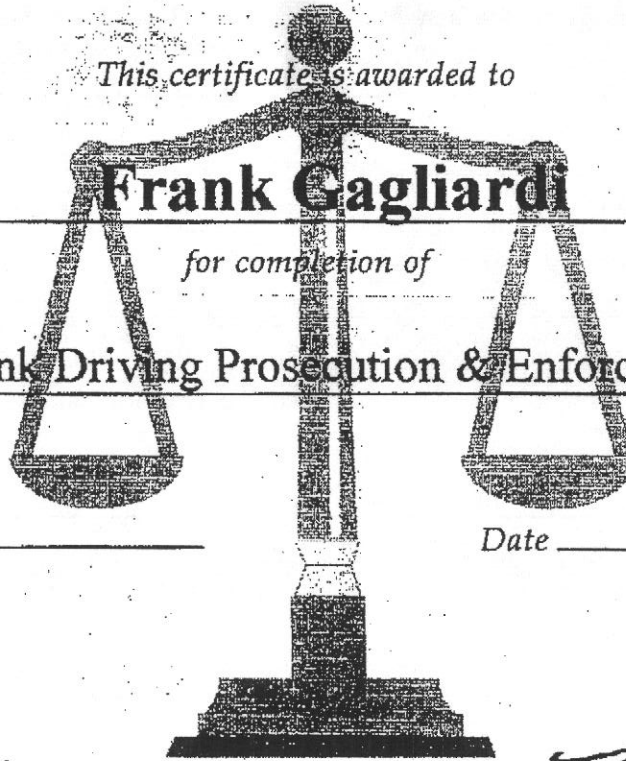 This certificate is awarded to
Frank Gagliardi
for completion of
nk Driving Prosecution & Enforc
Date